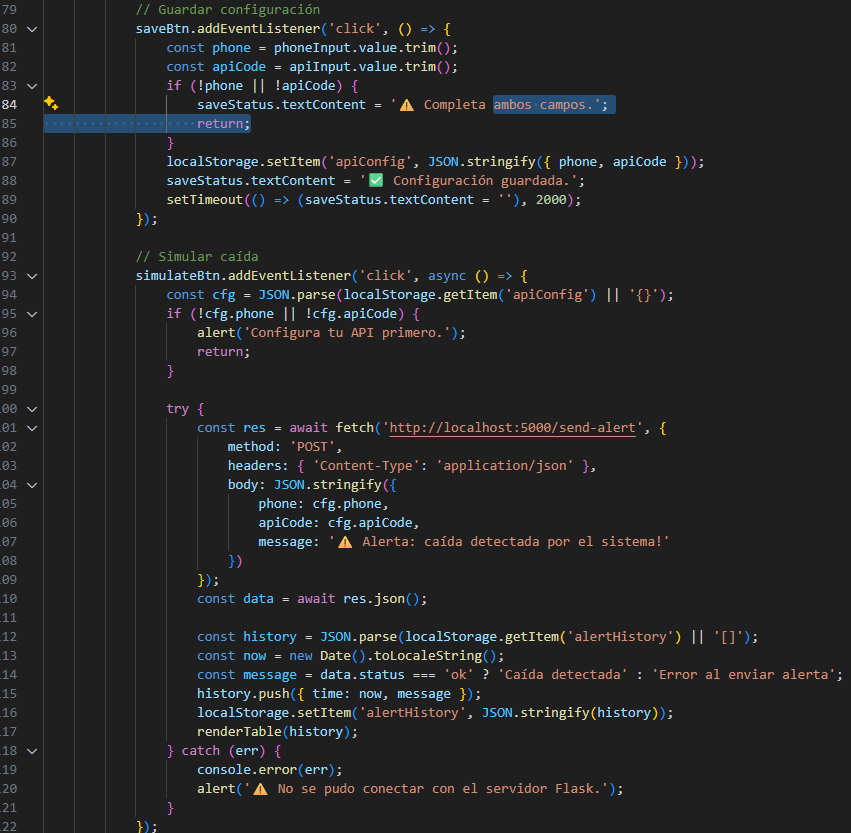 79 // Guardar configuración
80 saveBtn.addEventListener('click', () => {
81 const phone = phoneInput.value.trim();
82 const apiCode = apiInput.value.trim();
83 if (!phone || !apiCode) {
84 saveStatus.textContent = '⚠️ Completa ambos campos.';
85 return;
86 }
87 localStorage.setItem('apiConfig', JSON.stringify({ phone, apiCode }));
88 saveStatus.textContent = '✅ Configuración guardada.';
89 setTimeout(() => (saveStatus.textContent = ''), 2000);
90 });
91
92 // Simular caída
93 simulateBtn.addEventListener('click', async () => {
94 const cfg = JSON.parse(localStorage.getItem('apiConfig') || '{}');
95 if (!cfg.phone || !cfg.apiCode) {
96 alert('Configura tu API primero.');
97 return;
98 }
99
00 try {
01 const res = await fetch('http://localhost:5000/send-alert', {
02 method: 'POST',
03 headers: { 'Content-Type': 'application/json' },
04 body: JSON.stringify({
05 phone: cfg.phone,
06 apiCode: cfg.apiCode,
07 message: '⚠️ Alerta: caída detectada por el sistema!'
08 })
09 });
10 const data = await res.json();
11
12 const history = JSON.parse(localStorage.getItem('alertHistory') || '[]');
13 const now = new Date().toLocaleString();
14 const message = data.status === 'ok' ? 'Caída detectada' : 'Error al enviar alerta';
15 history.push({ time: now, message });
16 localStorage.setItem('alertHistory', JSON.stringify(history));
17 renderTable(history);
18 } catch (err) {
19 console.error(err);
20 alert('⚠️ No se pudo conectar con el servidor Flask.');
21 }
22 });